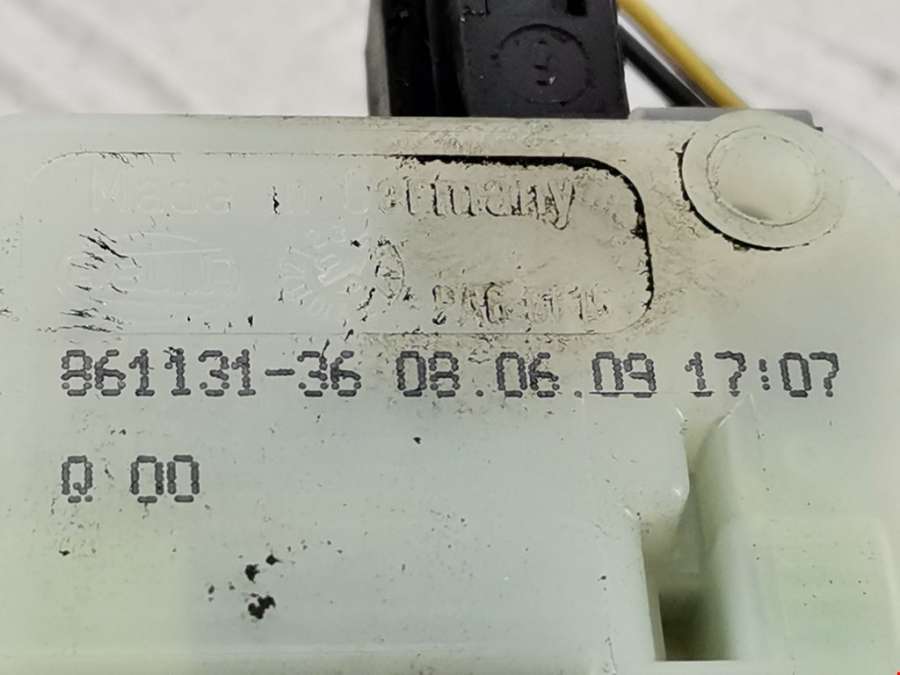 Made in Germany
861131-36 08.06.09 17:07
Q 00